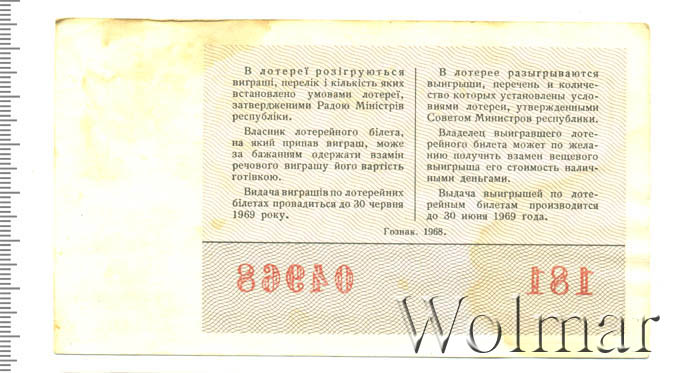 В лотереї розігруються
виграші, перелік і кількість яких
встановлено умовами лотереї,
затвердженими Радою Міністрів
республіки.
Власник лотерейного білета,
на який припав виграш, може
за бажанням одержати взамін
речового виграшу його вартість
готівкою.
Видача виграшів по лотерейних
білетах провадиться до 30 червня
1969 року.
В лотерее разыгрываются
выигрыши, перечень и количе-
ство которых установлены усло-
виями лотереи, утвержденными
Советом Министров республики.
Владелец выигравшего лоте-
рейного билета может по жела-
нию получить взамен вещевого
выигрыша его стоимость налич-
ными деньгами.
Выдача выигрышей по лоте-
рейным билетам производится
до 30 июня 1969 года.
Гознак. 1968.
04968
181
Wolmar